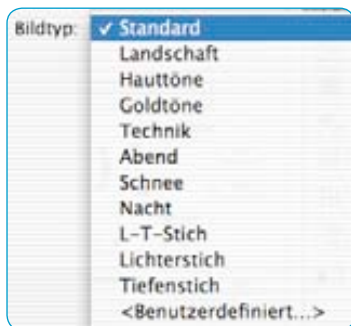 Bildtyp: ✓ Standard
Landschaft
Hauttöne
Goldtöne
Technik
Abend
Schnee
Nacht
L-T-Stich
Lichterstich
Tiefenstich
<Benutzerdefiniert...>